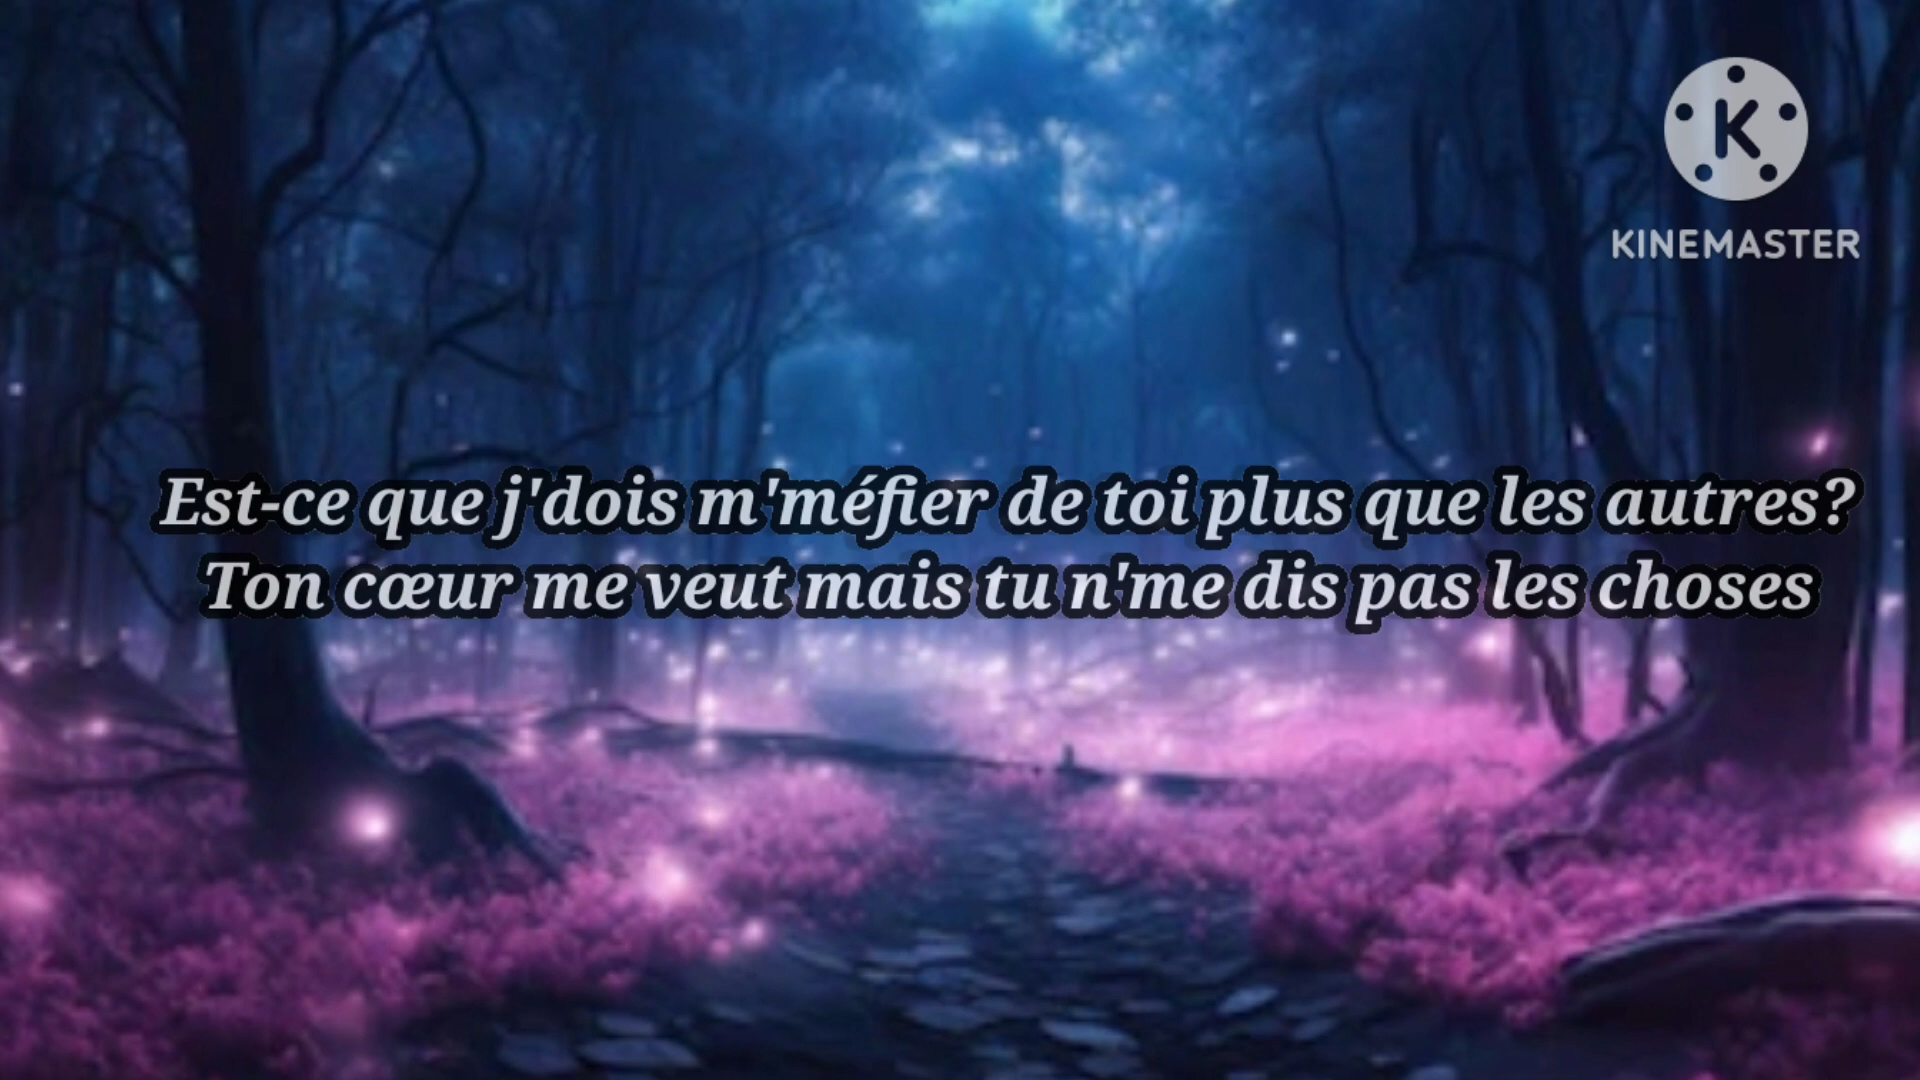 K
KINEMASTER
Est-ce que j'dois m'méfier de toi plus que les autres?
Ton cœur me veut mais tu n'me dis pas les choses